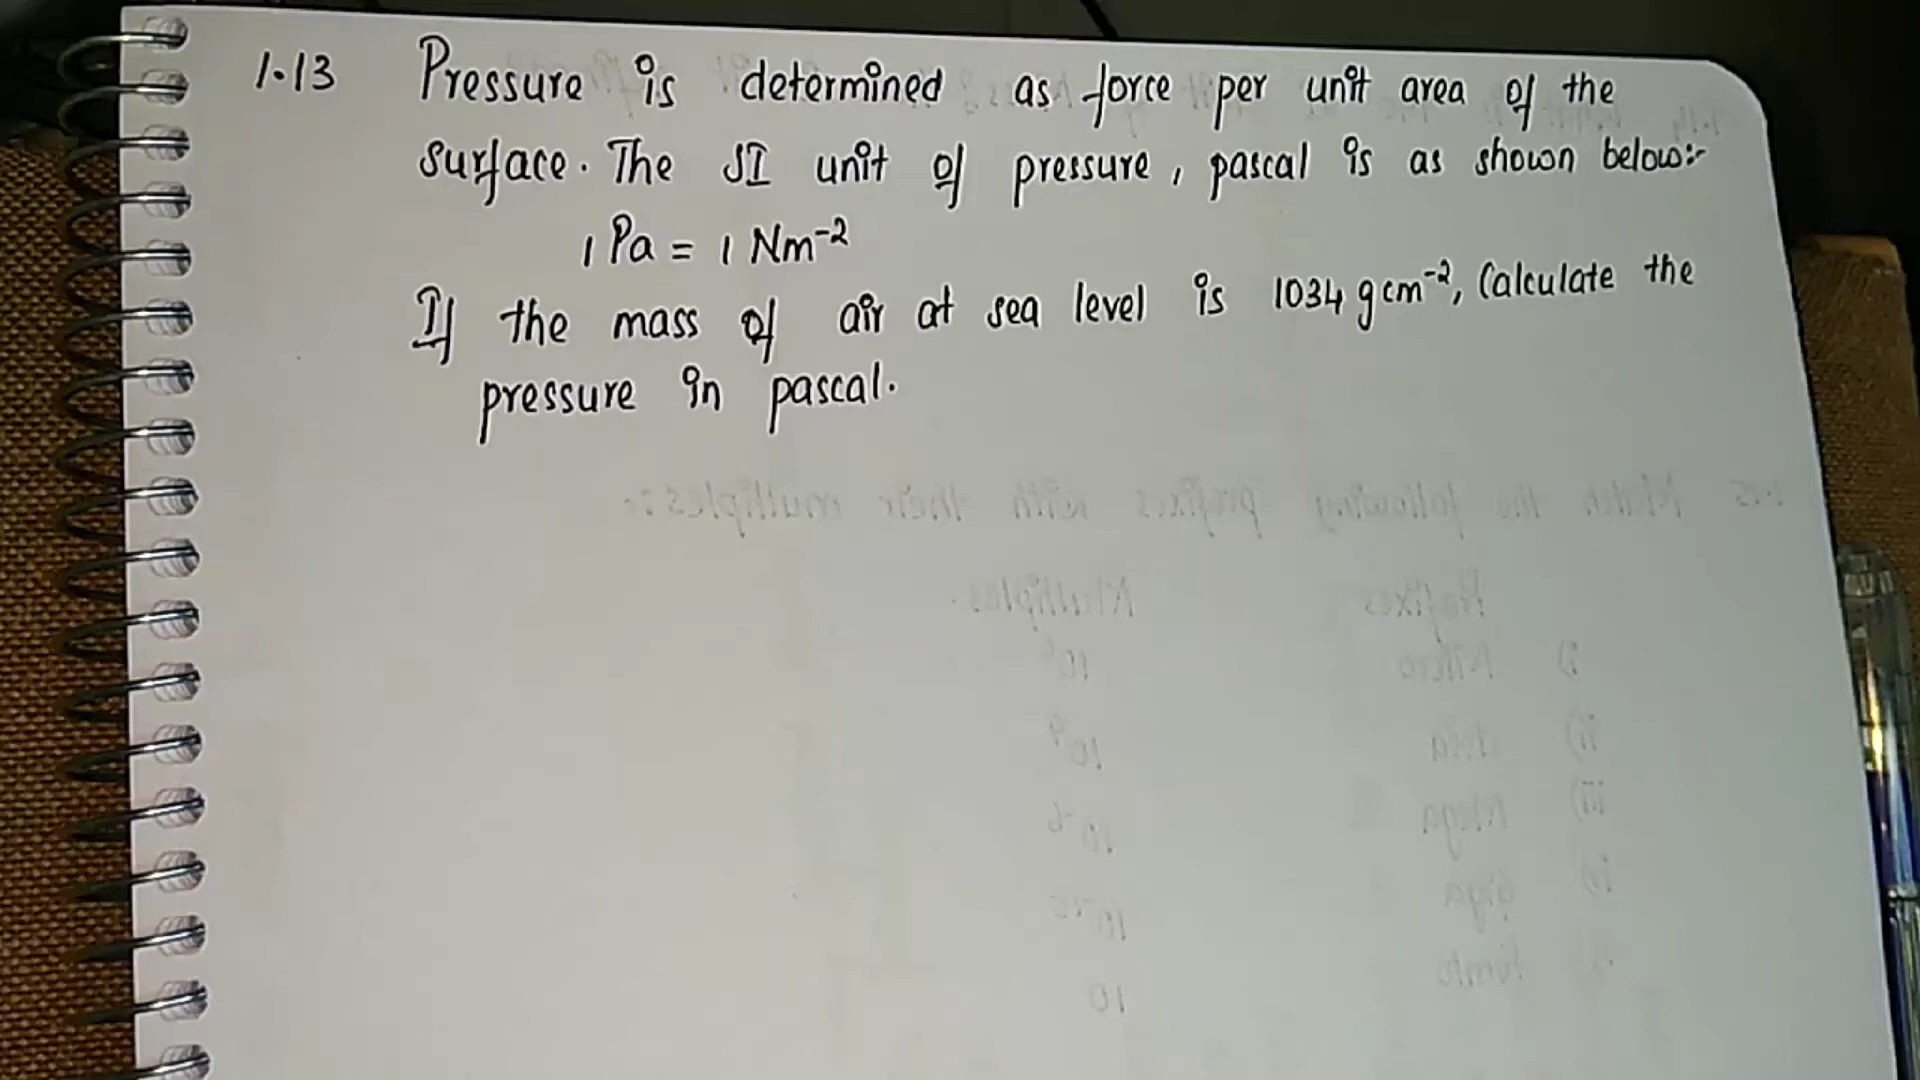 1.13 Pressure is determined as force per unit area of the
surface. The SI unit of pressure, pascal is as shown below:-
1 Pa = 1 Nm⁻²
If the mass of air at sea level is 1034 g cm⁻², Calculate the
pressure in pascal.